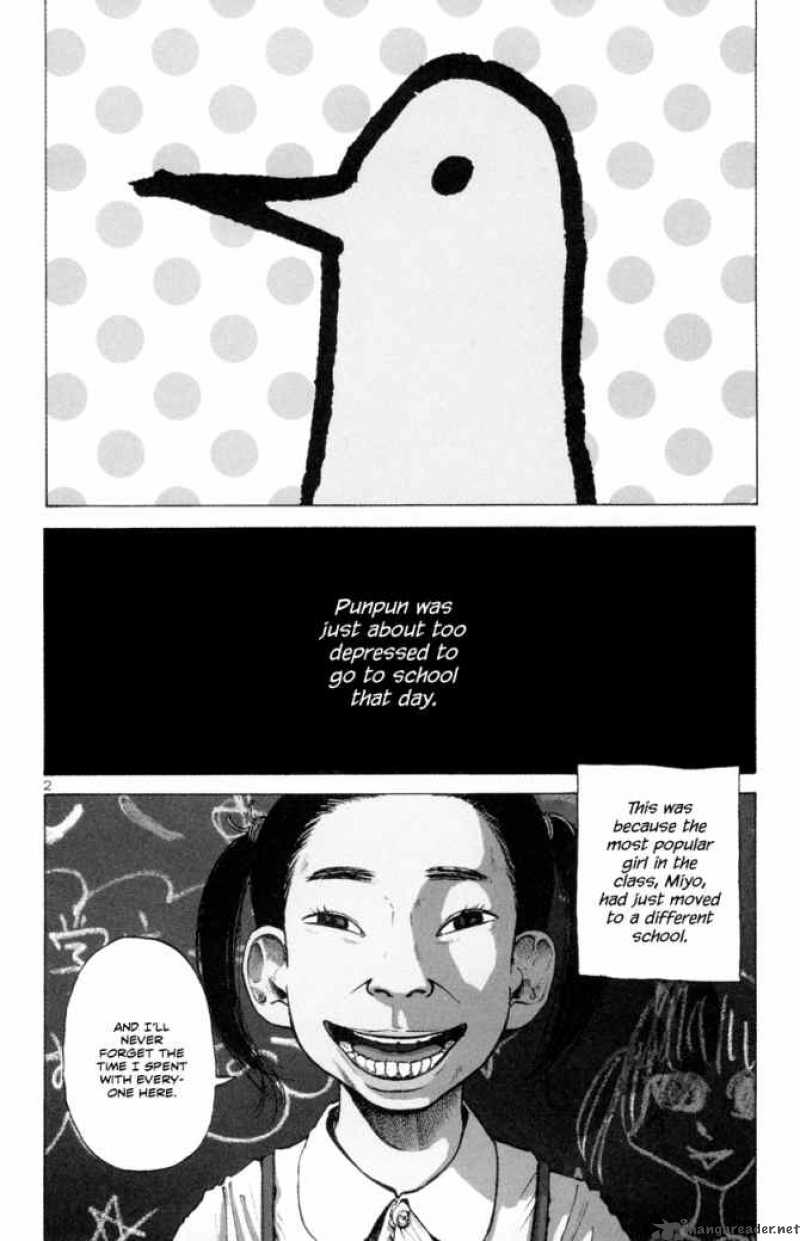 Punpun was
just about too
depressed to
go to school
that day.
2
This was
because the
most popular
girl in the
class, Miyo,
had just moved
to a different
school.
学
AND I'LL
NEVER
FORGET THE
TIME I SPENT
WITH EVERY-
ONE HERE.
mangareader.net